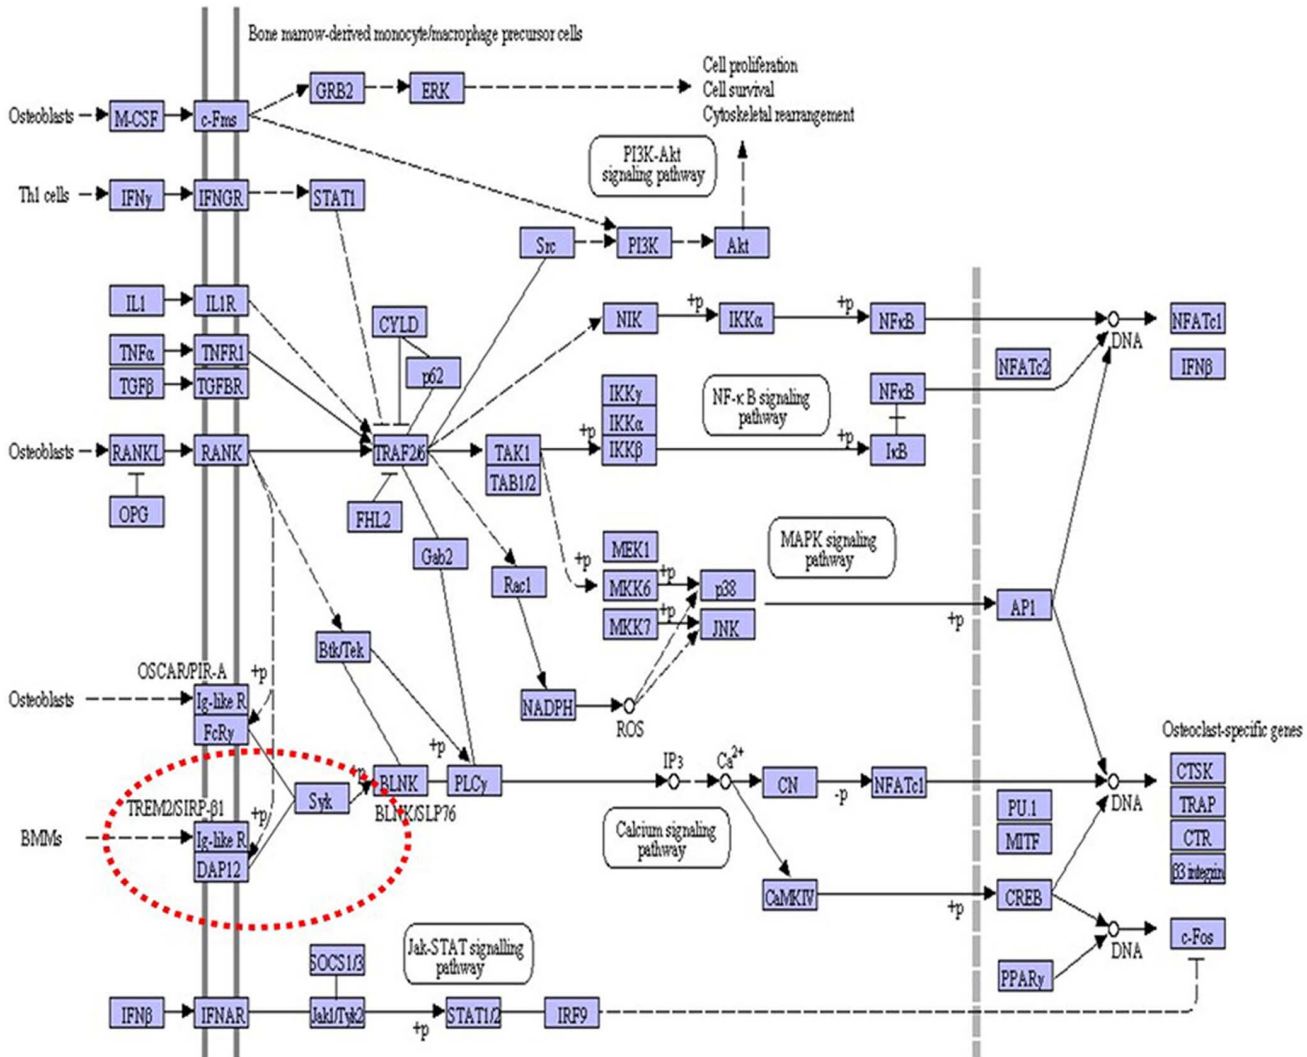 Bone marrow-derived monocyte/macrophage precursor cells
Osteoblasts
M-CSF
c-Fms
GRB2
ERK
Cell proliferation
Cell survival
Cytoskeletal rearrangement
PI3K-Akt
signaling pathway
Th1 cells
IFNγ
IFNGR
STAT1
Src
PI3K
Akt
IL1
IL1R
CYLD
p62
NIK
+p
IKKα
+p
NFκB
DNA
NFATc1
IFNβ
TNFα
TNFR1
TGFβ
TGFBR
NFATc2
IKKγ
IKKα
IKKβ
NF-κ B signaling
pathway
NFκB
Osteoblasts
RANKL
RANK
TRAF2/6
TAK1
TAB1/2
+p
+p
IκB
OPG
FHL2
Gab2
Rac1
MEK1
MKK6
MKK7
+p
+p
+p
p38
JNK
MAPK signaling
pathway
+p
AP1
Btk/Tek
OSCAR/PIR-A
+p
Osteoblasts
Ig-like R
FcRγ
NADPH
ROS
TREM2/SIRP-β1
+p
BMMs
Ig-like R
DAP12
Syk
+p
BLNK
BLNK/SLP76
+p
PLCγ
IP3
Ca2+
CN
-p
NFATc1
Calcium signaling
pathway
CaMKIV
+p
PU.1
MITF
CREB
DNA
Osteoclast-specific genes
CTSK
TRAP
CTR
β3 integrin
DNA
c-Fos
PPARγ
Jak-STAT signalling
pathway
SOCS1/3
IFNβ
IFNAR
Jak1/Tyk2
+p
STAT1/2
IRF9